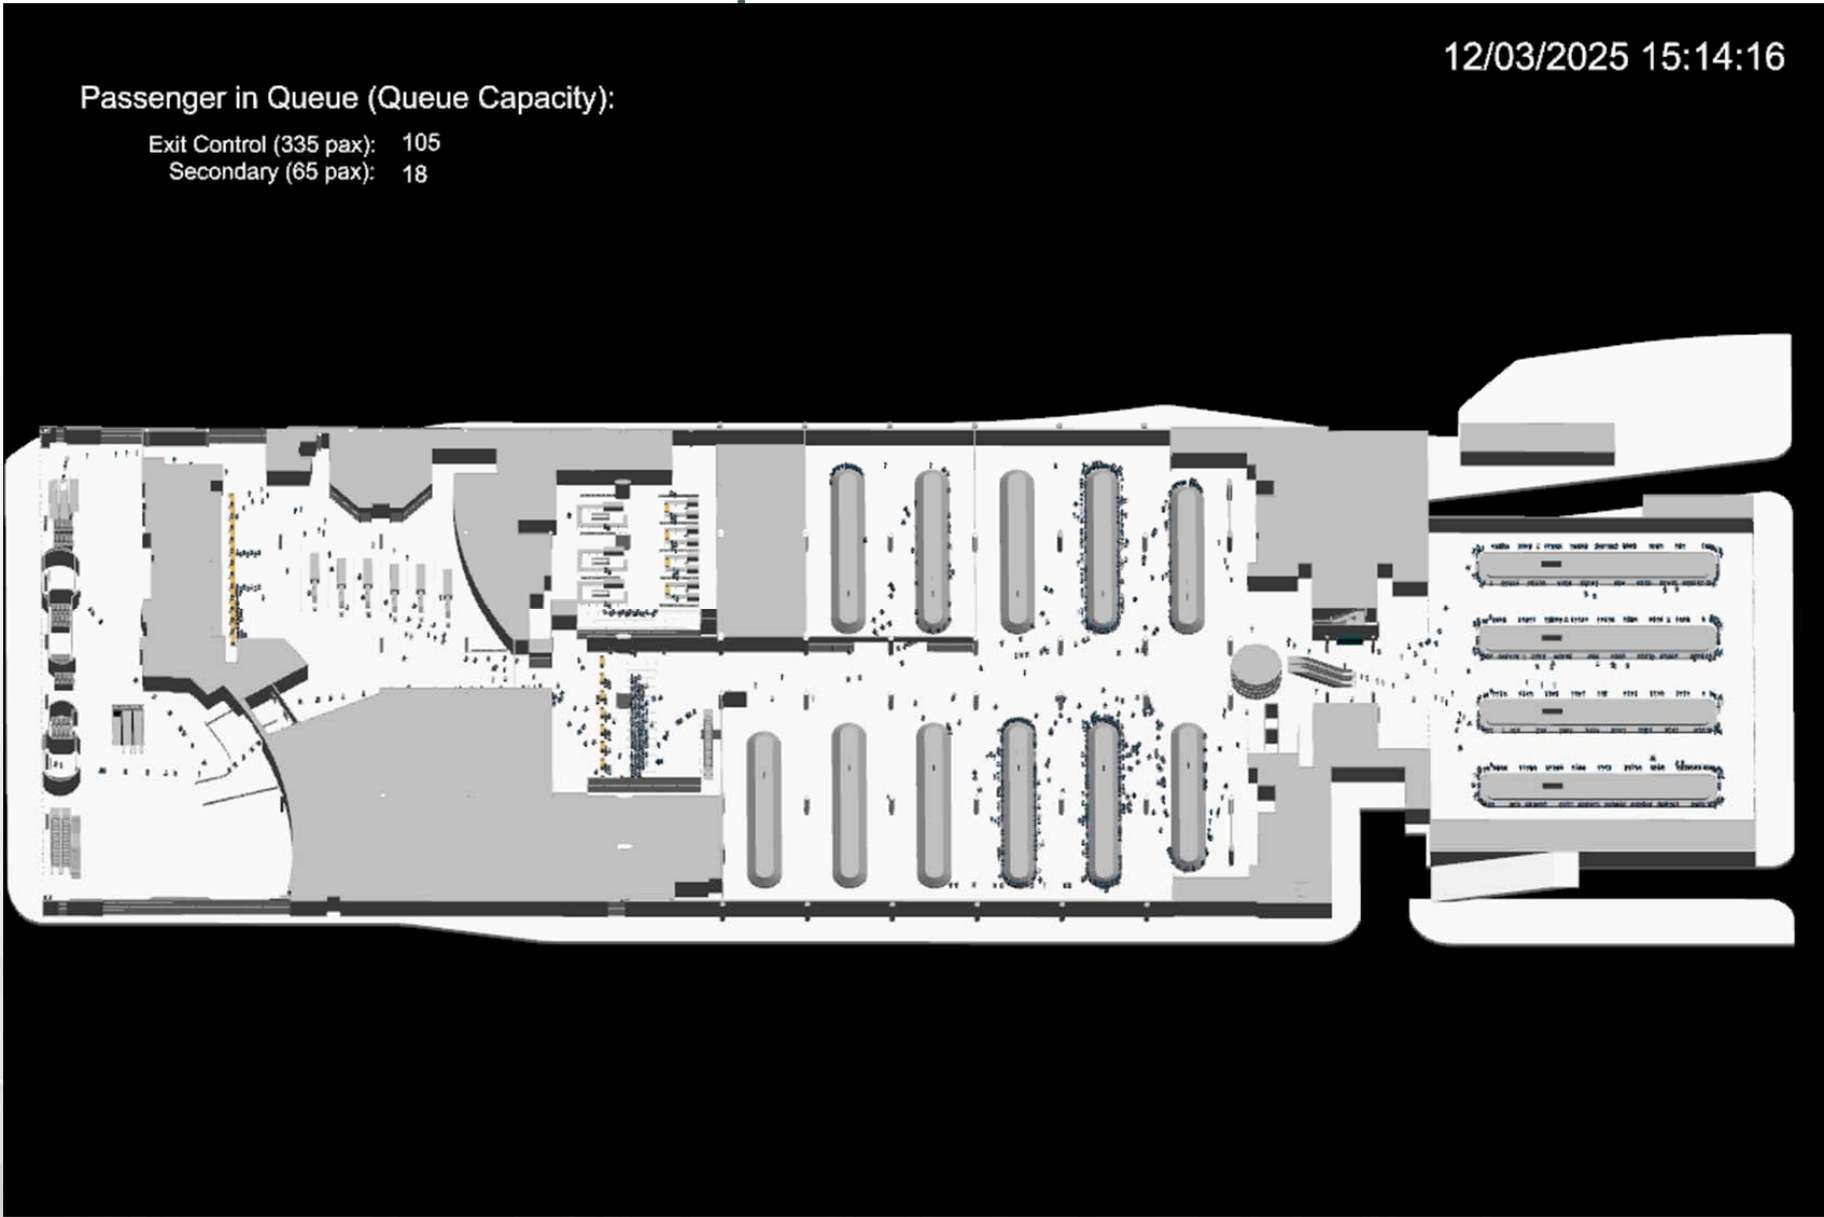 12/03/2025 15:14:16
Passenger in Queue (Queue Capacity):
Exit Control (335 pax): 105
Secondary (65 pax): 18